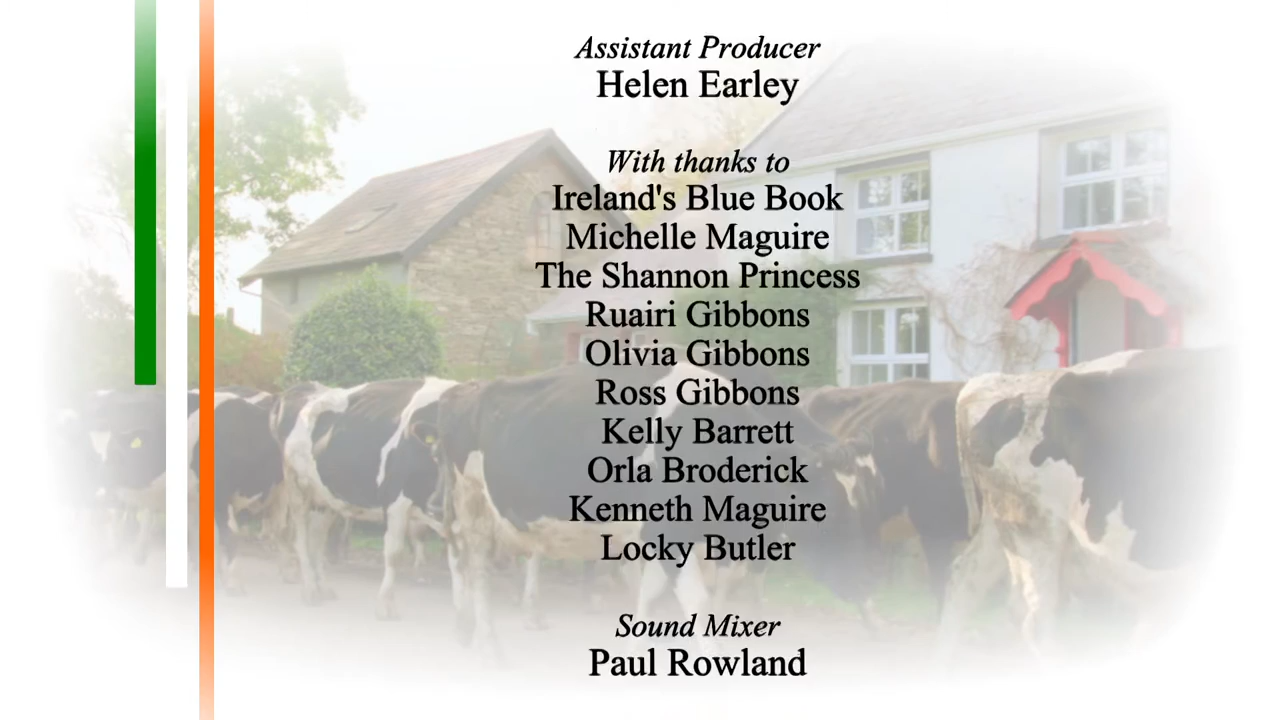 Assistant Producer
Helen Earley
With thanks to
Ireland's Blue Book
Michelle Maguire
The Shannon Princess
Ruairi Gibbons
Olivia Gibbons
Ross Gibbons
Kelly Barrett
Orla Broderick
Kenneth Maguire
Locky Butler
Sound Mixer
Paul Rowland